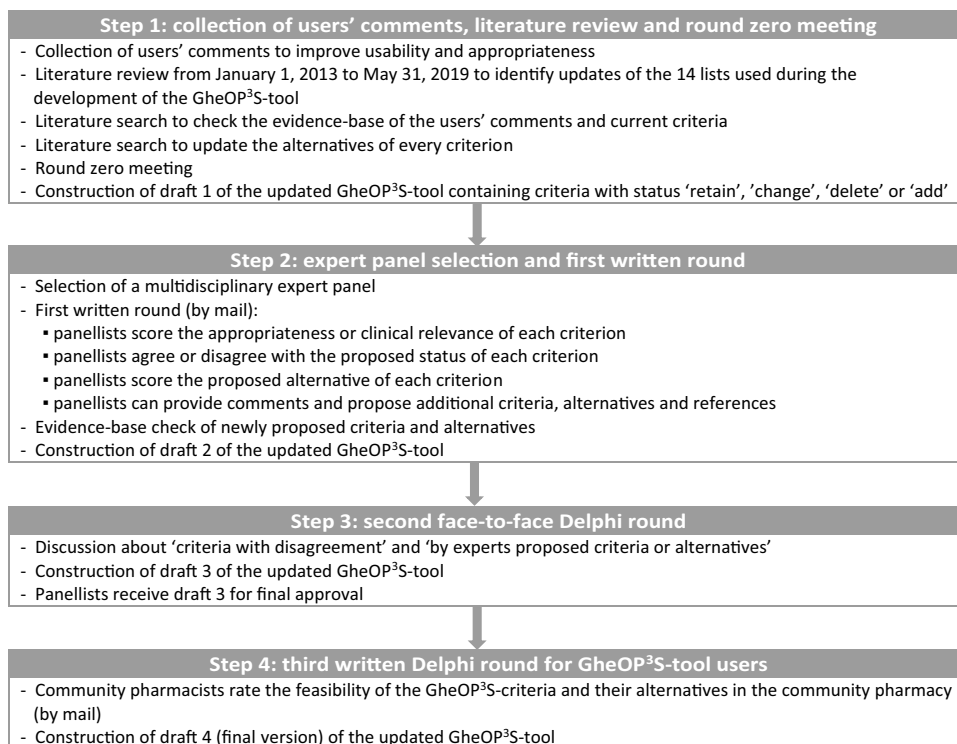 Step 1: collection of users’ comments, literature review and round zero meeting
- Collection of users’ comments to improve usability and appropriateness
- Literature review from January 1, 2013 to May 31, 2019 to identify updates of the 14 lists used during the
development of the GheOP³S-tool
- Literature search to check the evidence-base of the users’ comments and current criteria
- Literature search to update the alternatives of every criterion
- Round zero meeting
- Construction of draft 1 of the updated GheOP³S-tool containing criteria with status ‘retain’, ’change’, ‘delete’ or ‘add’
Step 2: expert panel selection and first written round
- Selection of a multidisciplinary expert panel
- First written round (by mail):
▪ panellists score the appropriateness or clinical relevance of each criterion
▪ panellists agree or disagree with the proposed status of each criterion
▪ panellists score the proposed alternative of each criterion
▪ panellists can provide comments and propose additional criteria, alternatives and references
- Evidence-base check of newly proposed criteria and alternatives
- Construction of draft 2 of the updated GheOP³S-tool
Step 3: second face-to-face Delphi round
- Discussion about ‘criteria with disagreement’ and ‘by experts proposed criteria or alternatives’
- Construction of draft 3 of the updated GheOP³S-tool
- Panellists receive draft 3 for final approval
Step 4: third written Delphi round for GheOP³S-tool users
- Community pharmacists rate the feasibility of the GheOP³S-criteria and their alternatives in the community pharmacy
(by mail)
- Construction of draft 4 (final version) of the updated GheOP³S-tool